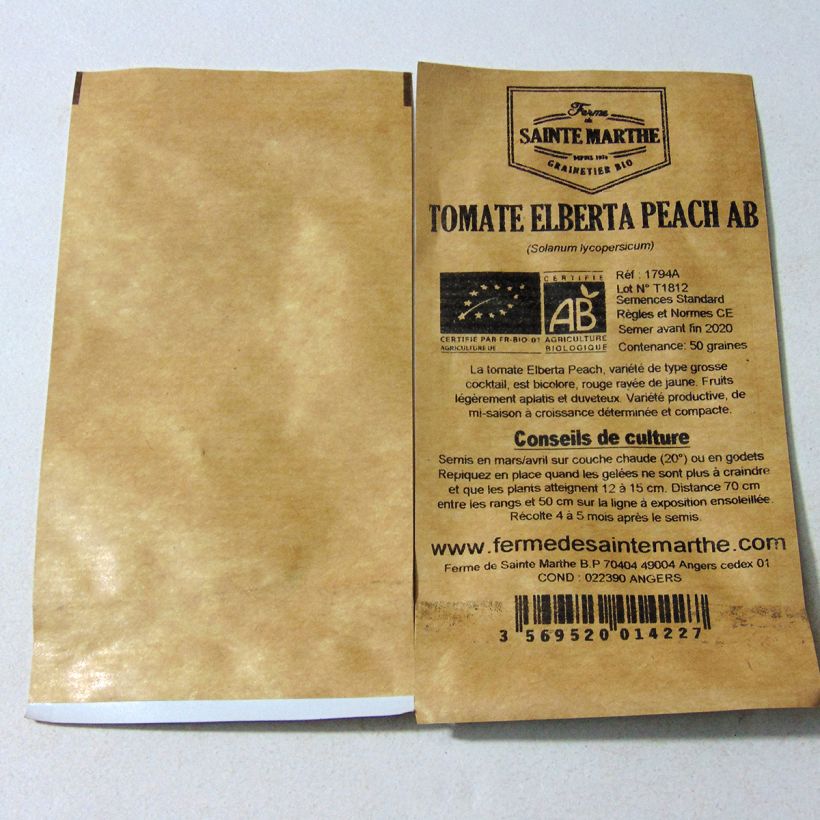 Ferme
de
SAINTE MARTHE
DEPUIS 1974
GRAINETIER BIO
TOMATE ELBERTA PEACH AB
(Solanum lycopersicum)
CERTIFIÉ
AB
CERTIFIÉ PAR FR-BIO-01
AGRICULTURE UE
AGRICULTURE
BIOLOGIQUE
Réf : 1794A
Lot N° T1812
Semences Standard
Règles et Normes CE
Semer avant fin 2020
Contenance: 50 graines
La tomate Elberta Peach, variété de type grosse
cocktail, est bicolore, rouge rayée de jaune. Fruits
légèrement aplatis et duveteux. Variété productive, de
mi-saison à croissance déterminée et compacte.
Conseils de culture
Semis en mars/avril sur couche chaude (20°) ou en godets
Repiquez en place quand les gelées ne sont plus à craindre
et que les plants atteignent 12 à 15 cm. Distance 70 cm
entre les rangs et 50 cm sur la ligne à exposition ensoleillée.
Récolte 4 à 5 mois après le semis.
www.fermedesaintemarthe.com
Ferme de Sainte Marthe B.P 70404 49004 Angers cedex 01
COND : 022390 ANGERS
3 569520 014227